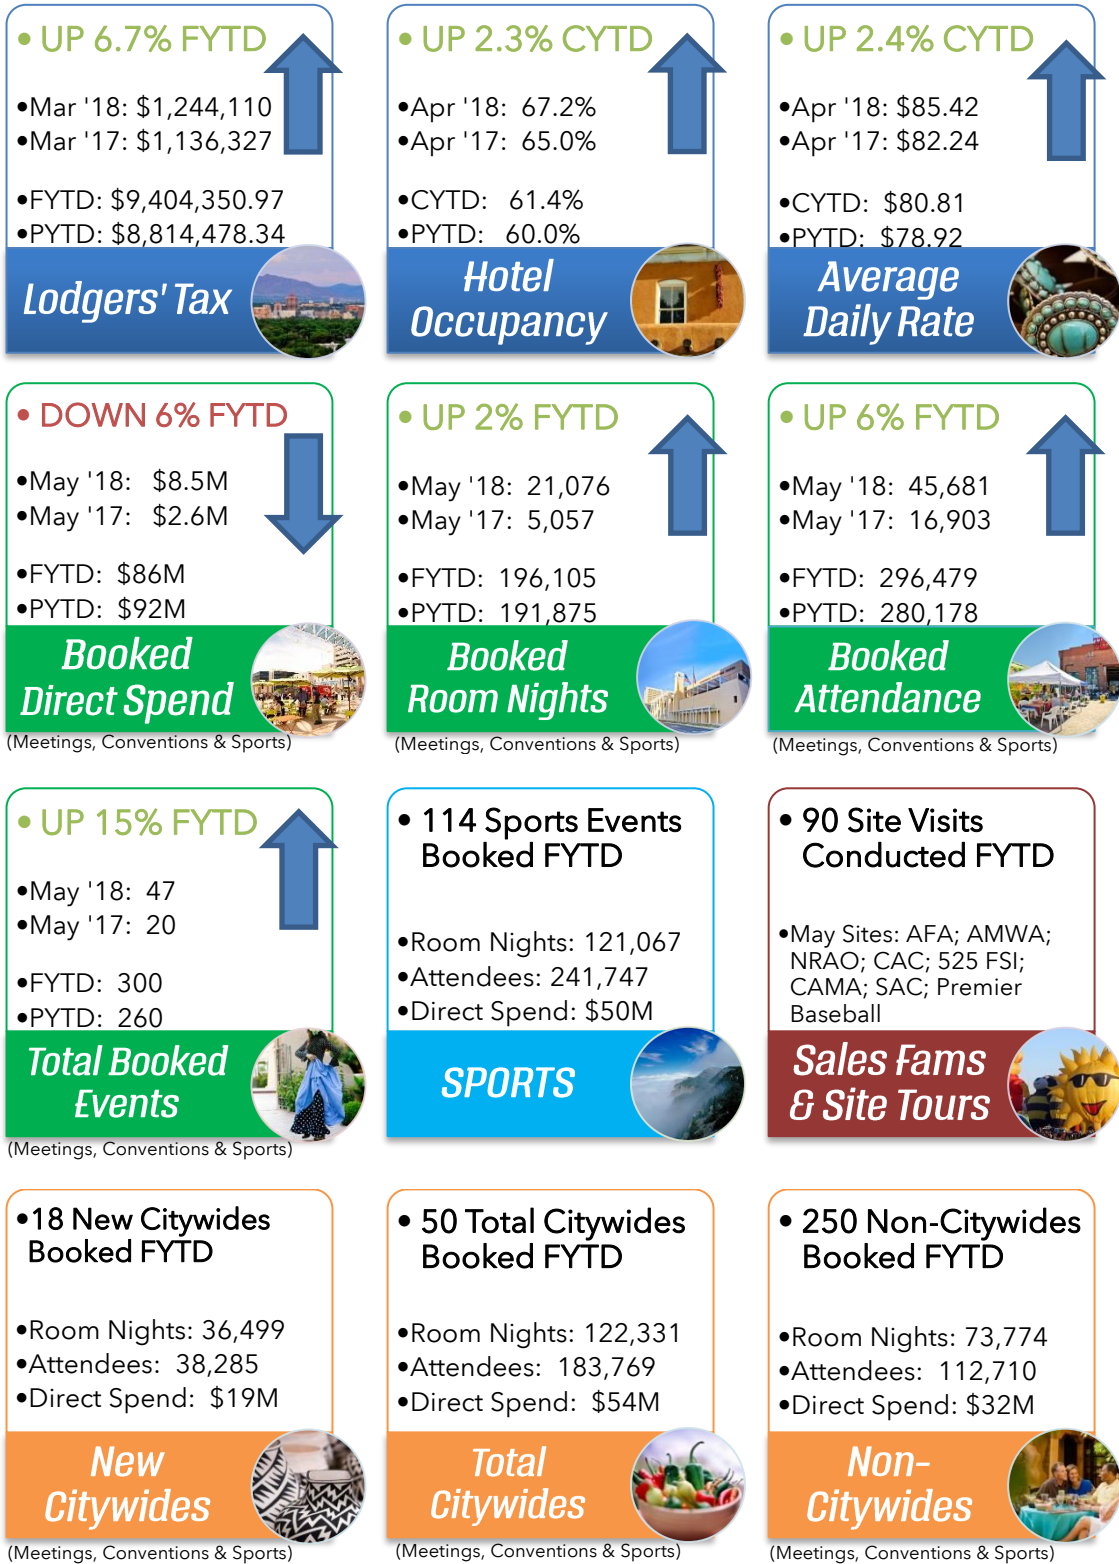 • UP 6.7% FYTD
•Mar '18: $1,244,110
•Mar '17: $1,136,327
•FYTD: $9,404,350.97
•PYTD: $8,814,478.34
Lodgers' Tax
• UP 2.3% CYTD
•Apr '18: 67.2%
•Apr '17: 65.0%
•CYTD: 61.4%
•PYTD: 60.0%
Hotel
Occupancy
• UP 2.4% CYTD
•Apr '18: $85.42
•Apr '17: $82.24
•CYTD: $80.81
•PYTD: $78.92
Average
Daily Rate
• DOWN 6% FYTD
•May '18: $8.5M
•May '17: $2.6M
•FYTD: $86M
•PYTD: $92M
Booked
Direct Spend
(Meetings, Conventions & Sports)
• UP 2% FYTD
•May '18: 21,076
•May '17: 5,057
•FYTD: 196,105
•PYTD: 191,875
Booked
Room Nights
(Meetings, Conventions & Sports)
• UP 6% FYTD
•May '18: 45,681
•May '17: 16,903
•FYTD: 296,479
•PYTD: 280,178
Booked
Attendance
(Meetings, Conventions & Sports)
• UP 15% FYTD
•May '18: 47
•May '17: 20
•FYTD: 300
•PYTD: 260
Total Booked
Events
(Meetings, Conventions & Sports)
• 114 Sports Events
Booked FYTD
•Room Nights: 121,067
•Attendees: 241,747
•Direct Spend: $50M
SPORTS
• 90 Site Visits
Conducted FYTD
•May Sites: AFA; AMWA;
NRAO; CAC; 525 FSI;
CAMA; SAC; Premier
Baseball
Sales Fams
& Site Tours
•18 New Citywides
Booked FYTD
•Room Nights: 36,499
•Attendees: 38,285
•Direct Spend: $19M
New
Citywides
(Meetings, Conventions & Sports)
• 50 Total Citywides
Booked FYTD
•Room Nights: 122,331
•Attendees: 183,769
•Direct Spend: $54M
Total
Citywides
(Meetings, Conventions & Sports)
• 250 Non-Citywides
Booked FYTD
•Room Nights: 73,774
•Attendees: 112,710
•Direct Spend: $32M
Non-
Citywides
(Meetings, Conventions & Sports)